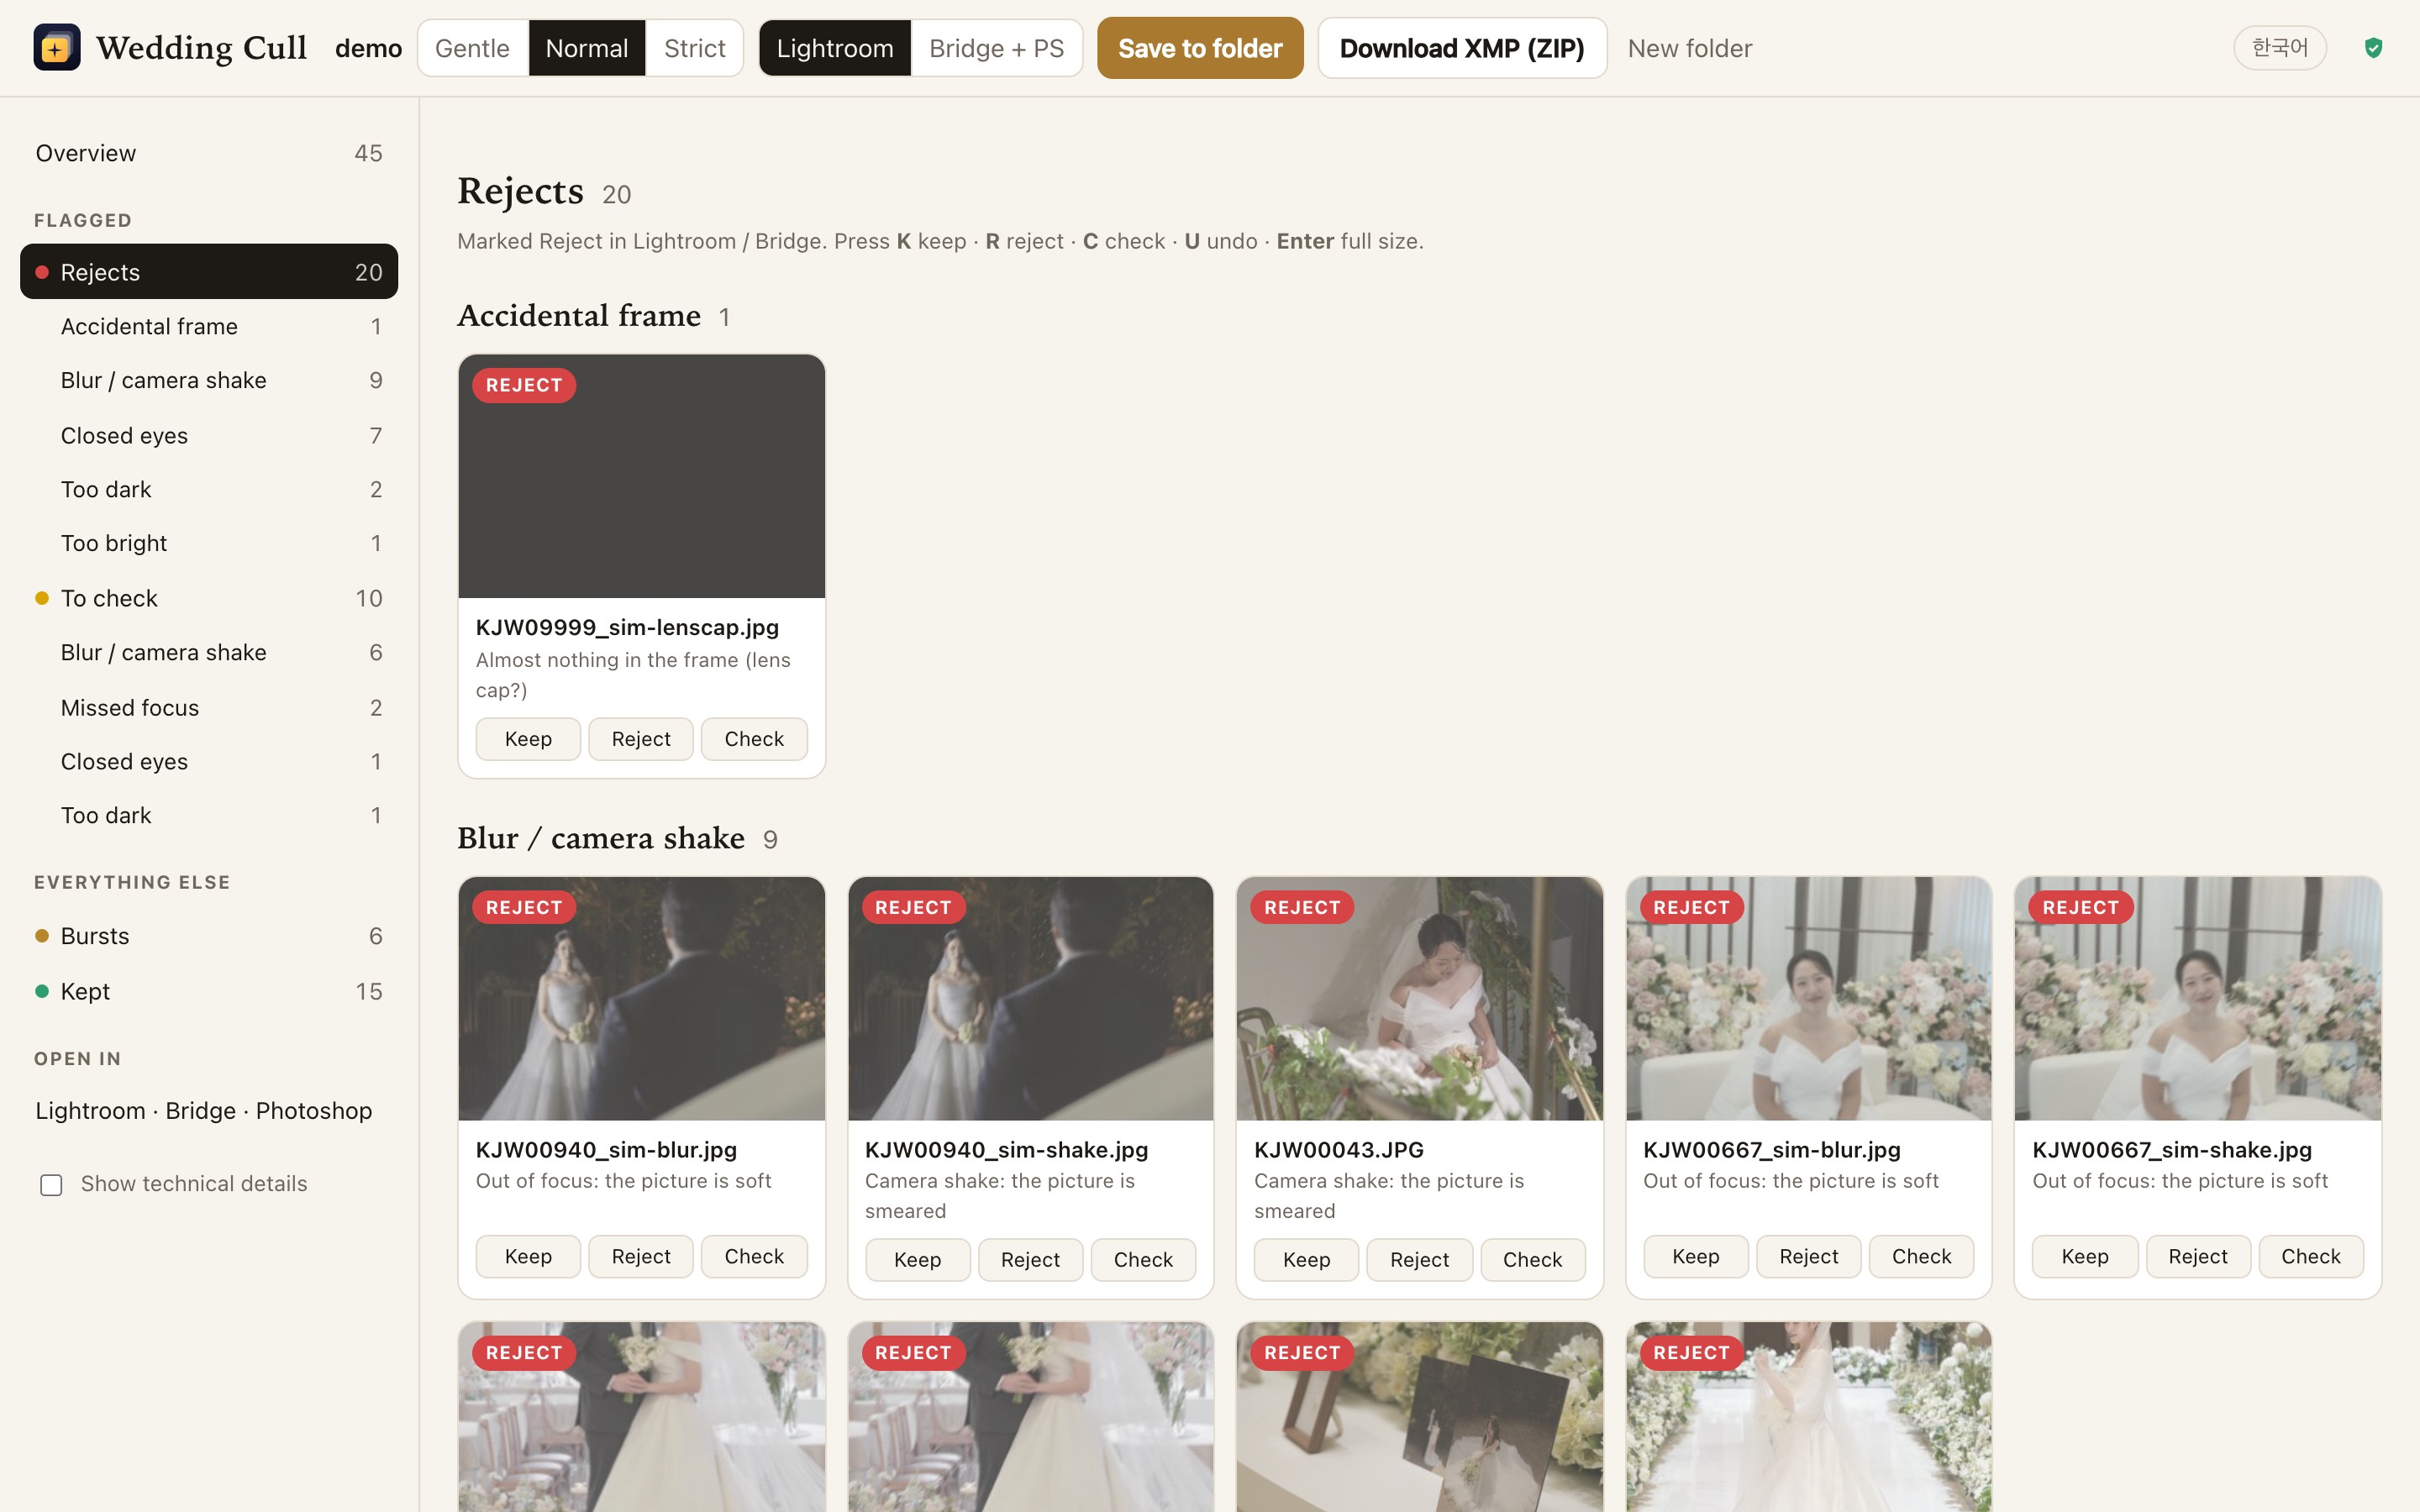 Wedding Cull demo Gentle Normal Strict Lightroom Bridge + PS Save to folder Download XMP (ZIP) New folder 한국어
Overview 45
FLAGGED
Rejects 20
Accidental frame 1
Blur / camera shake 9
Closed eyes 7
Too dark 2
Too bright 1
To check 10
Blur / camera shake 6
Missed focus 2
Closed eyes 1
Too dark 1
EVERYTHING ELSE
Bursts 6
Kept 15
OPEN IN
Lightroom · Bridge · Photoshop
Show technical details
Rejects 20
Marked Reject in Lightroom / Bridge. Press K keep · R reject · C check · U undo · Enter full size.
Accidental frame 1
REJECT
KJW09999_sim-lenscap.jpg
Almost nothing in the frame (lens
cap?)
Keep Reject Check
Blur / camera shake 9
REJECT
KJW00940_sim-blur.jpg
Out of focus: the picture is soft
Keep Reject Check
REJECT
KJW00940_sim-shake.jpg
Camera shake: the picture is
smeared
Keep Reject Check
REJECT
KJW00043.JPG
Camera shake: the picture is
smeared
Keep Reject Check
REJECT
KJW00667_sim-blur.jpg
Out of focus: the picture is soft
Keep Reject Check
REJECT
KJW00667_sim-shake.jpg
Out of focus: the picture is soft
Keep Reject Check
REJECT
REJECT
REJECT
REJECT